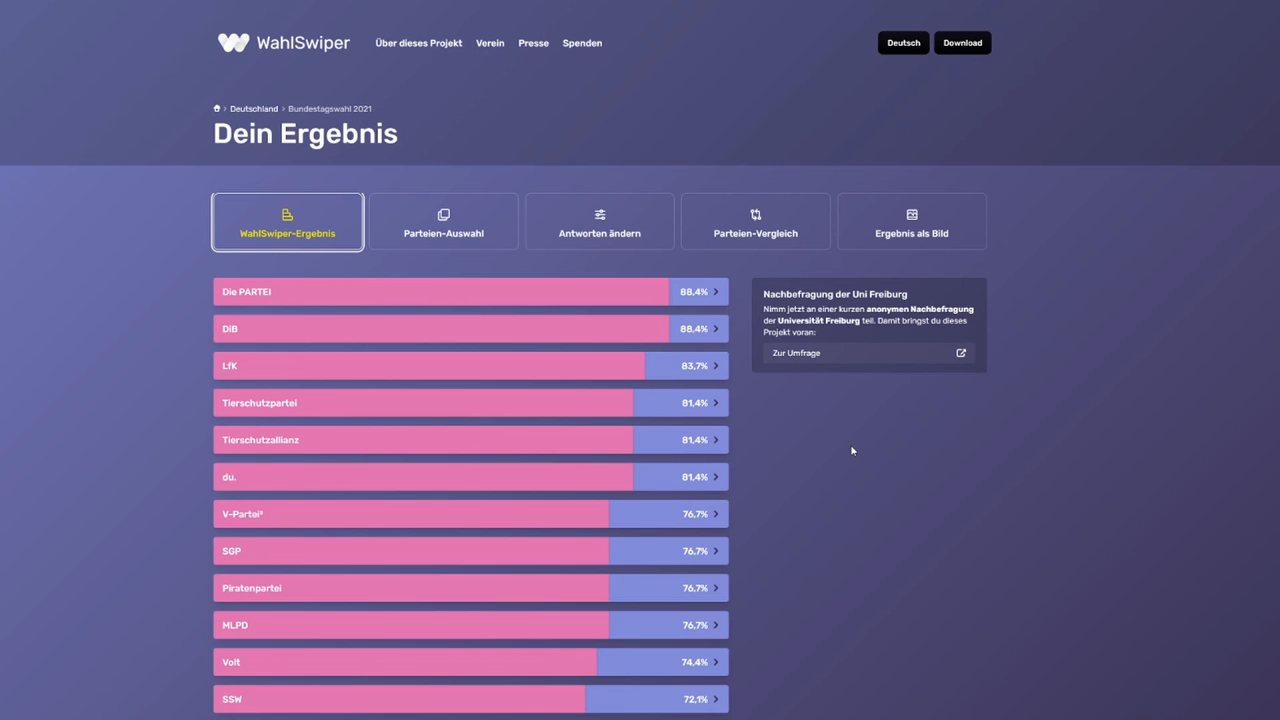 WahlSwiper
Über dieses Projekt
Verein
Presse
Spenden
Deutsch
Download
Deutschland
Bundestagswahl 2021
Dein Ergebnis
WahlSwiper-Ergebnis
Parteien-Auswahl
Antworten ändern
Parteien-Vergleich
Ergebnis als Bild
Die PARTEI 88,4%
DiB 88,4%
LfK 83,7%
Tierschutzpartei 81,4%
Tierschutzallianz 81,4%
du. 81,4%
V-Partei³ 76,7%
SGP 76,7%
Piratenpartei 76,7%
MLPD 76,7%
Volt 74,4%
SSW 72,1%
Nachbefragung der Uni Freiburg
Nimm jetzt an einer kurzen anonymen Nachbefragung
der Universität Freiburg teil. Damit bringst du dieses
Projekt voran:
Zur Umfrage